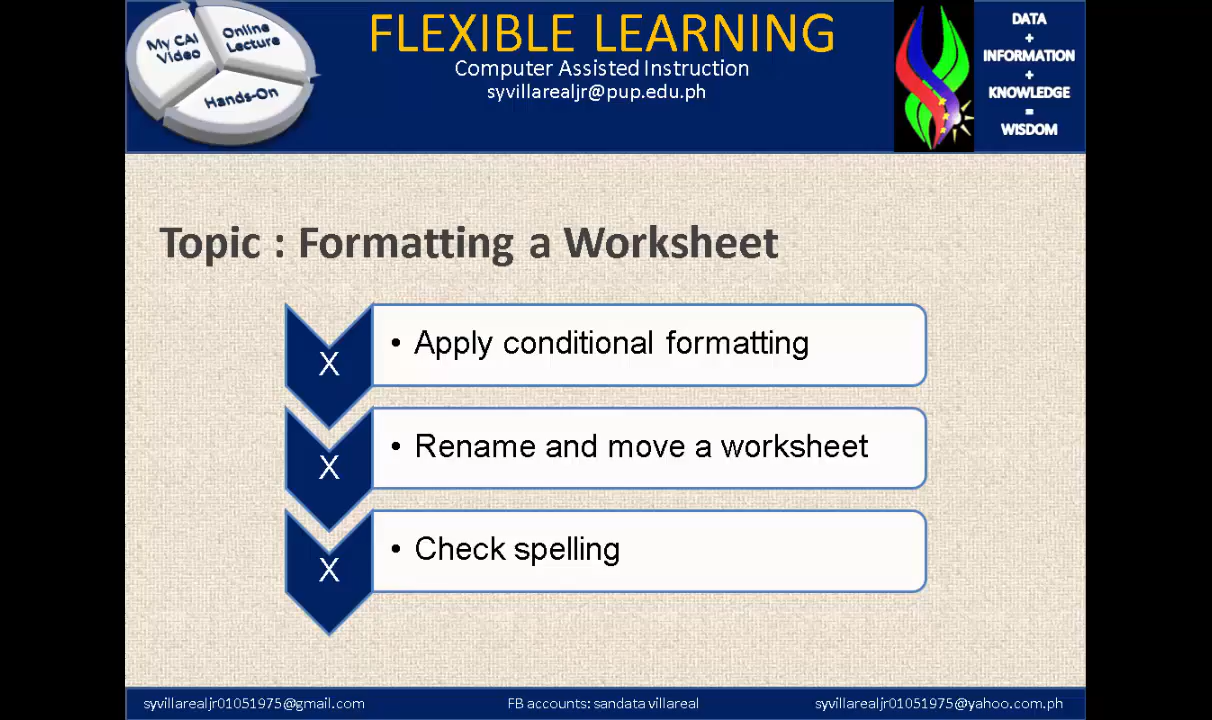 My CAI
Video
Online
Lecture
Hands-On
FLEXIBLE LEARNING
Computer Assisted Instruction
syvillarealjr@pup.edu.ph
DATA
+
INFORMATION
+
KNOWLEDGE
=
WISDOM
Topic : Formatting a Worksheet
X
• Apply conditional formatting
X
• Rename and move a worksheet
X
• Check spelling
syvillarealjr01051975@gmail.com
FB accounts: sandata villareal
syvillarealjr01051975@yahoo.com.ph